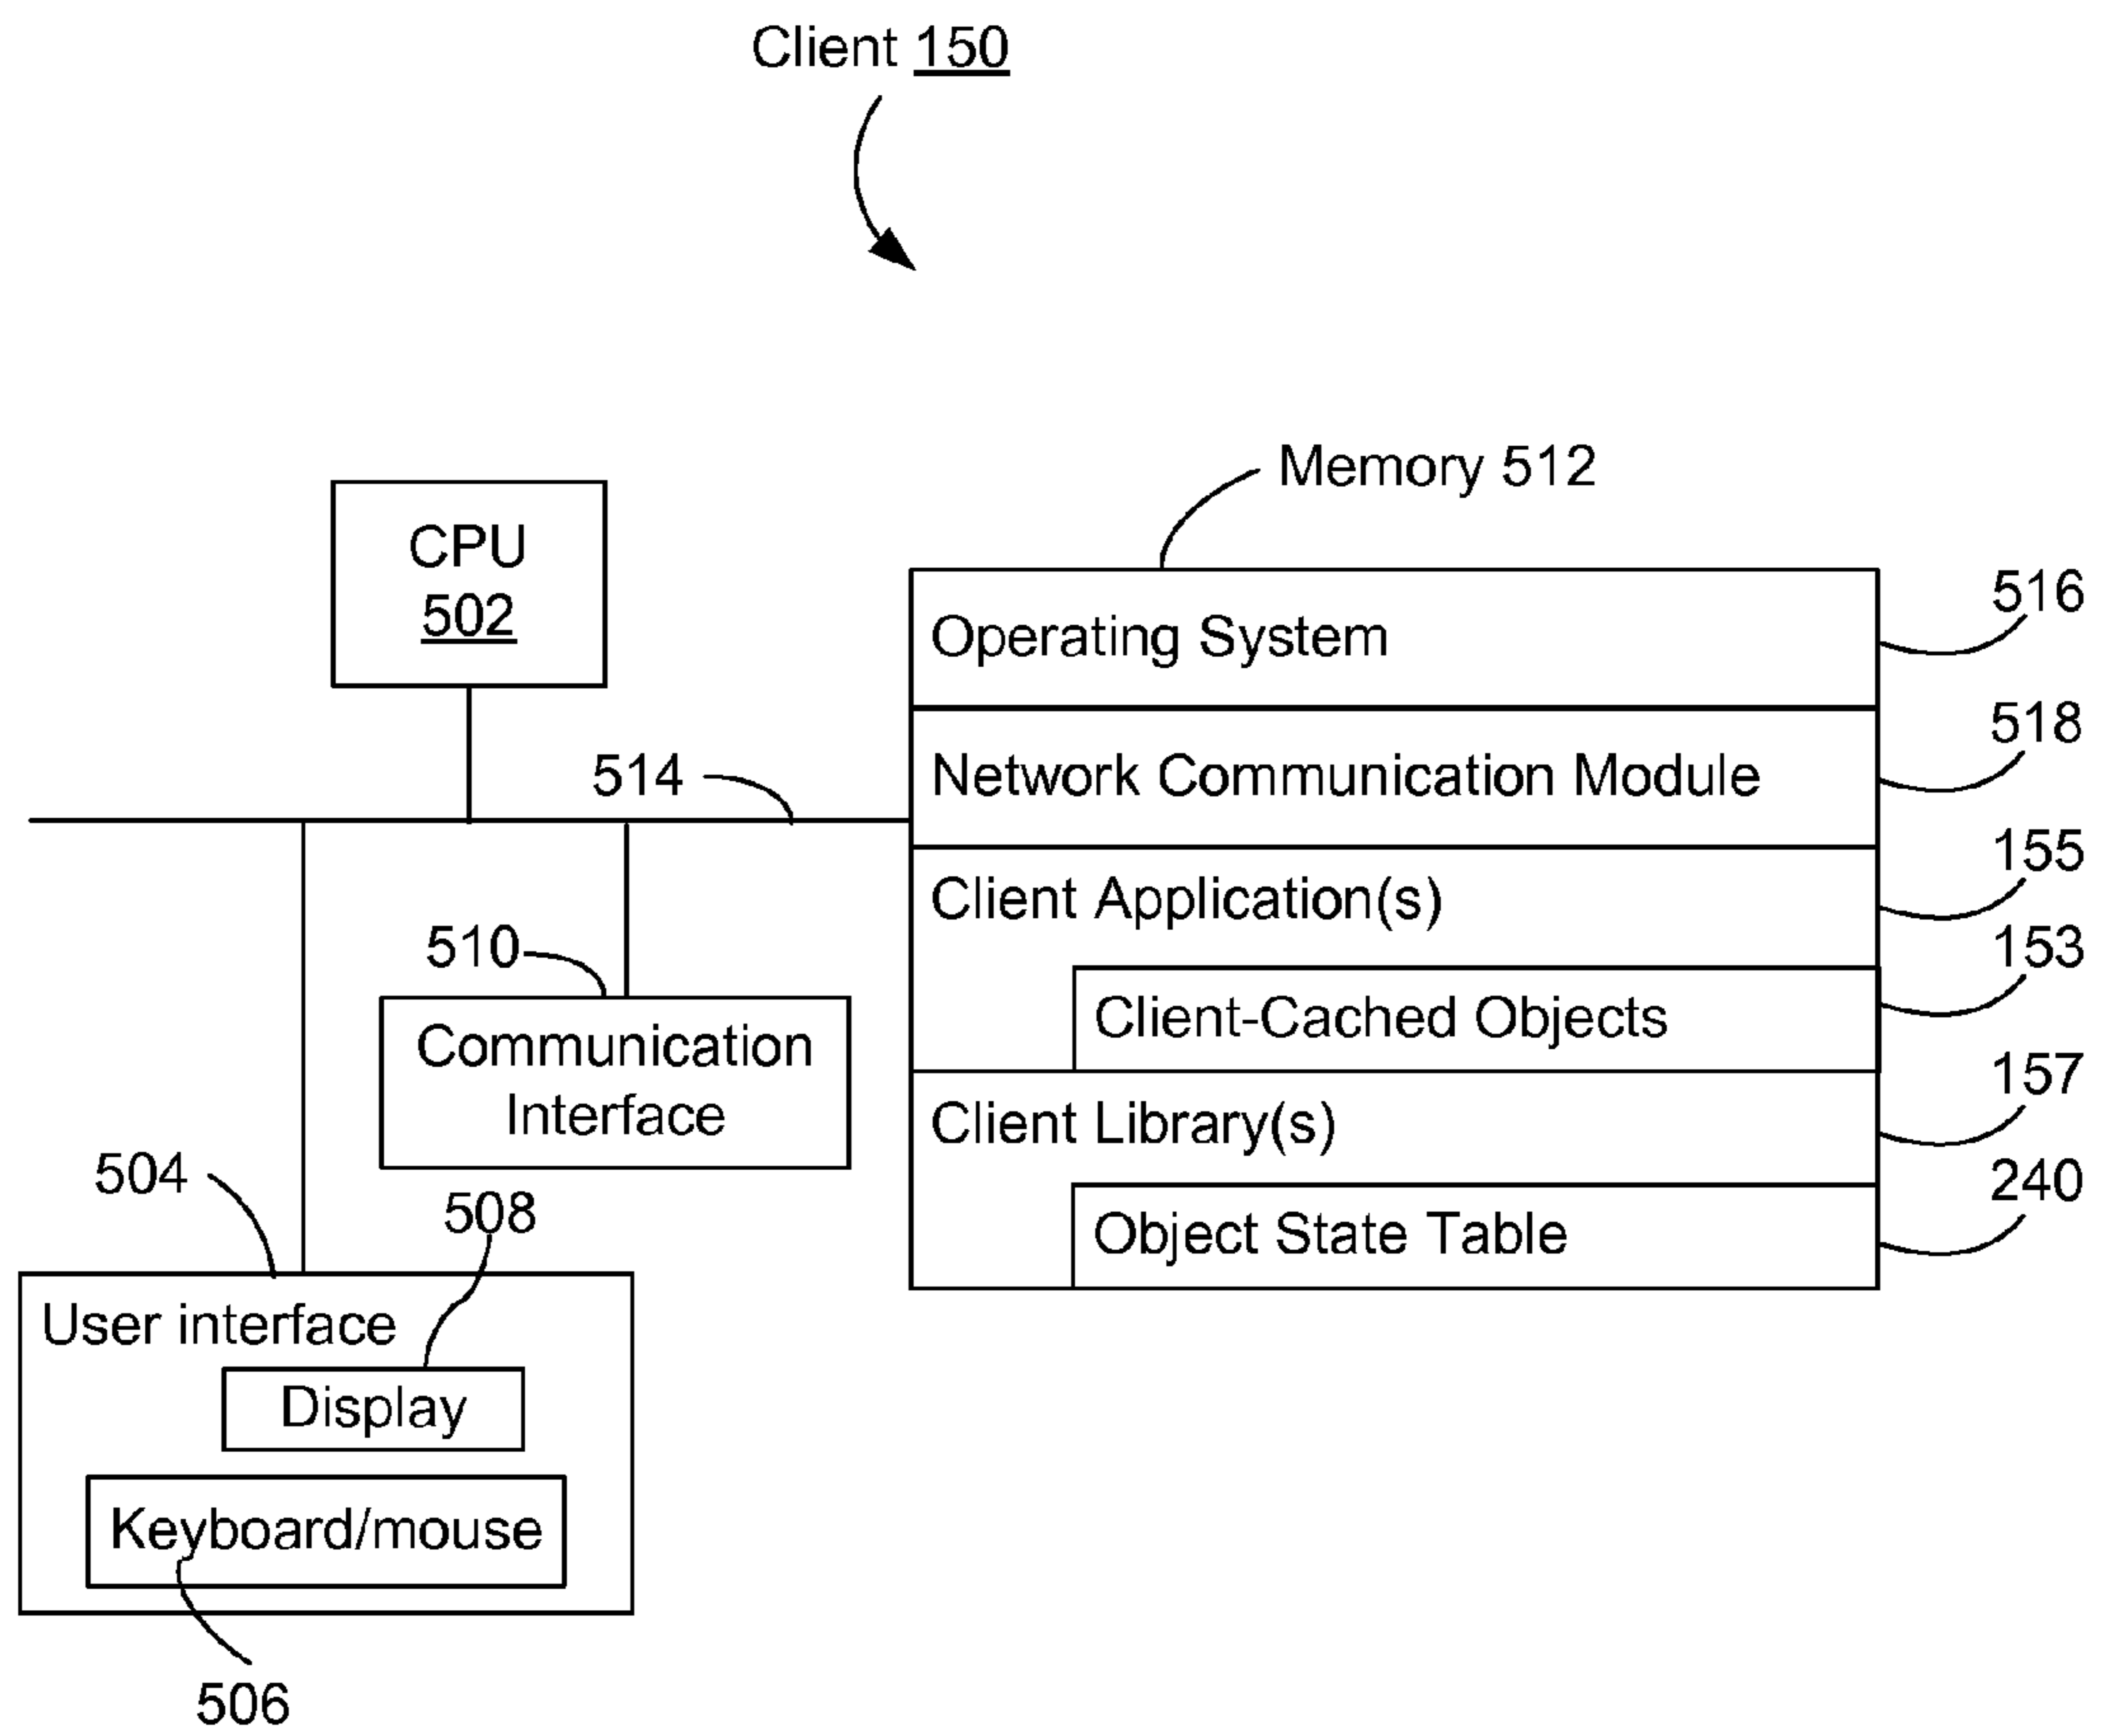 Client 150
Memory 512
CPU
502
516
Operating System
518
Network Communication Module
514
155
Client Application(s)
510
153
Client-Cached Objects
Communication
Interface
157
Client Library(s)
504
508
240
Object State Table
User interface
Display
Keyboard/mouse
506